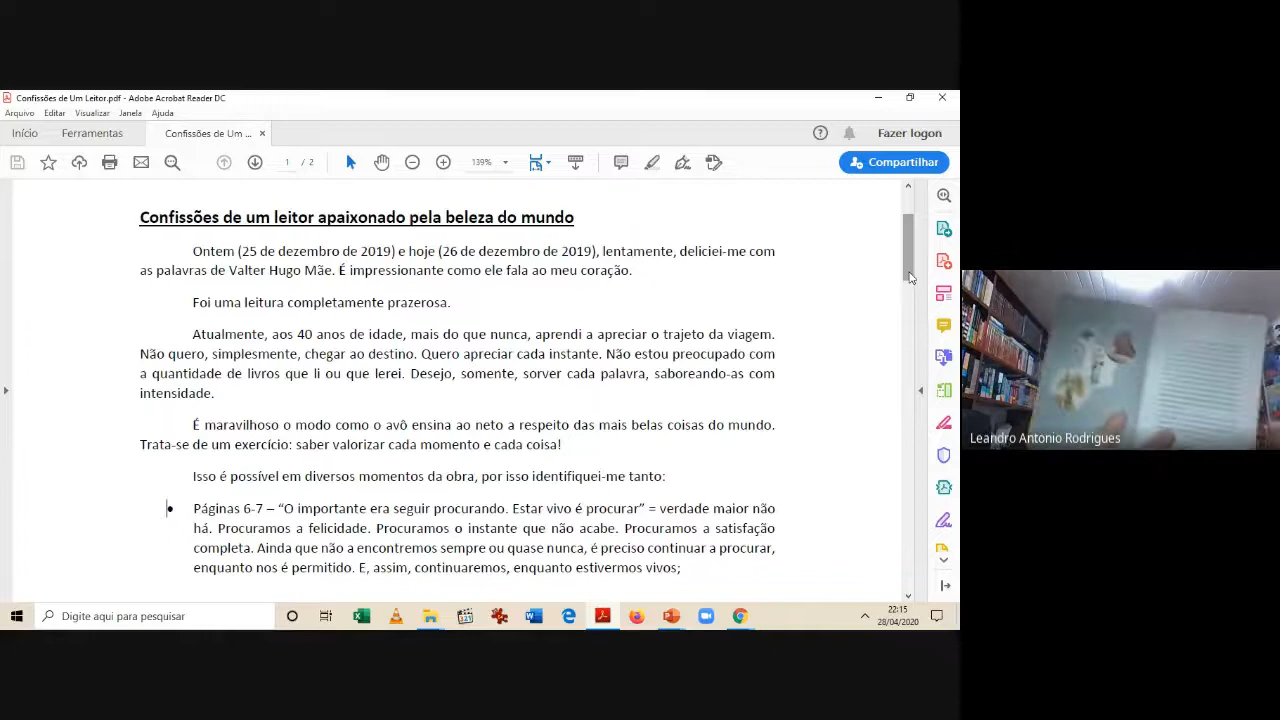 Confissões de Um Leitor.pdf - Adobe Acrobat Reader DC
Arquivo Editar Visualizar Janela Ajuda
Início Ferramentas Confissões de Um ... × Fazer logon
1 / 2 139% Compartilhar
Confissões de um leitor apaixonado pela beleza do mundo
Ontem (25 de dezembro de 2019) e hoje (26 de dezembro de 2019), lentamente, deliciei-me com
as palavras de Valter Hugo Mãe. É impressionante como ele fala ao meu coração.
Foi uma leitura completamente prazerosa.
Atualmente, aos 40 anos de idade, mais do que nunca, aprendi a apreciar o trajeto da viagem.
Não quero, simplesmente, chegar ao destino. Quero apreciar cada instante. Não estou preocupado com
a quantidade de livros que li ou que lerei. Desejo, somente, sorver cada palavra, saboreando-as com
intensidade.
É maravilhoso o modo como o avô ensina ao neto a respeito das mais belas coisas do mundo.
Trata-se de um exercício: saber valorizar cada momento e cada coisa!
Isso é possível em diversos momentos da obra, por isso identifiquei-me tanto:
• Páginas 6-7 – “O importante era seguir procurando. Estar vivo é procurar” = verdade maior não
há. Procuramos a felicidade. Procuramos o instante que não acabe. Procuramos a satisfação
completa. Ainda que não a encontremos sempre ou quase nunca, é preciso continuar a procurar,
enquanto nos é permitido. E, assim, continuaremos, enquanto estivermos vivos;
Leandro Antonio Rodrigues
Digite aqui para pesquisar
22:15
28/04/2020